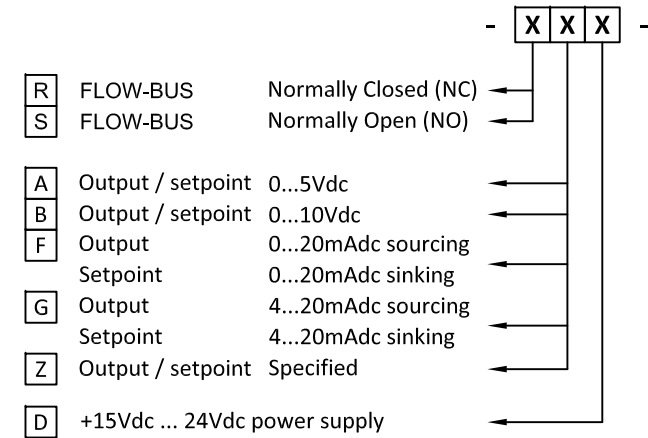 - X X X -
R FLOW-BUS Normally Closed (NC)
S FLOW-BUS Normally Open (NO)
A Output / setpoint 0...5Vdc
B Output / setpoint 0...10Vdc
F Output 0...20mAdc sourcing
Setpoint 0...20mAdc sinking
G Output 4...20mAdc sourcing
Setpoint 4...20mAdc sinking
Z Output / setpoint Specified
D +15Vdc ... 24Vdc power supply